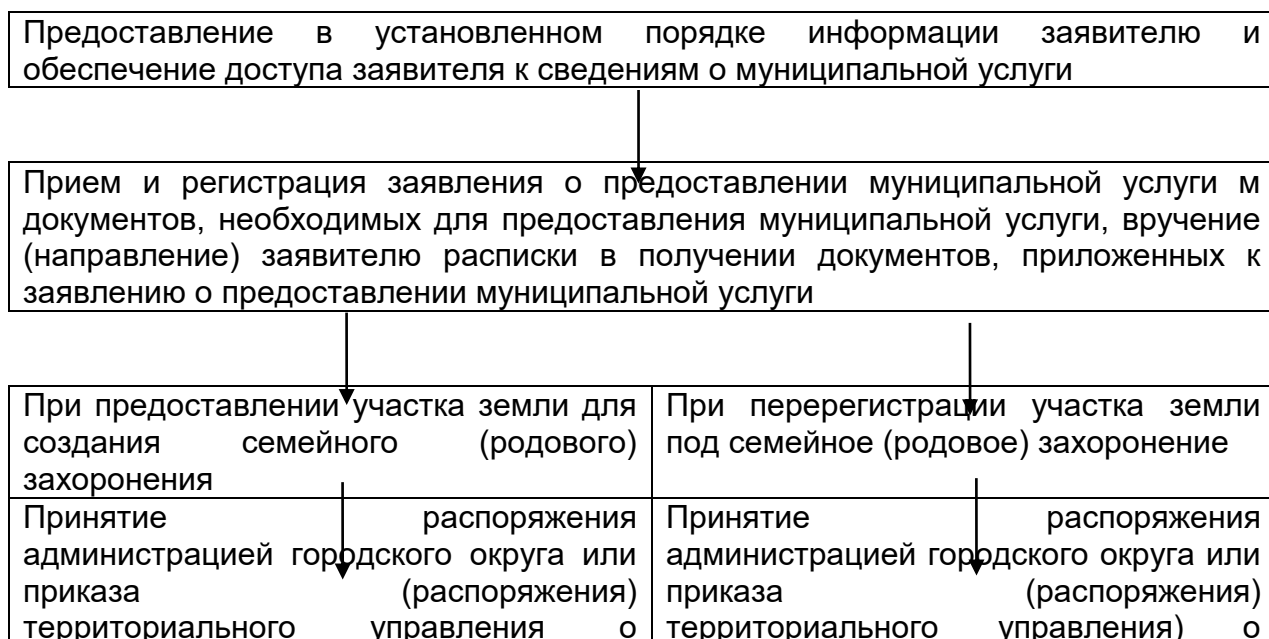 Предоставление в установленном порядке информации заявителю и
обеспечение доступа заявителя к сведениям о муниципальной услуги
Прием и регистрация заявления о предоставлении муниципальной услуги м
документов, необходимых для предоставления муниципальной услуги, вручение
(направление) заявителю расписки в получении документов, приложенных к
заявлению о предоставлении муниципальной услуги
При предоставлении участка земли для
создания семейного (родового)
захоронения
При перерегистрации участка земли
под семейное (родовое) захоронение
Принятие распоряжения
администрацией городского округа или
приказа (распоряжения)
территориального управления о
Принятие распоряжения
администрацией городского округа или
приказа (распоряжения)
территориального управления) о